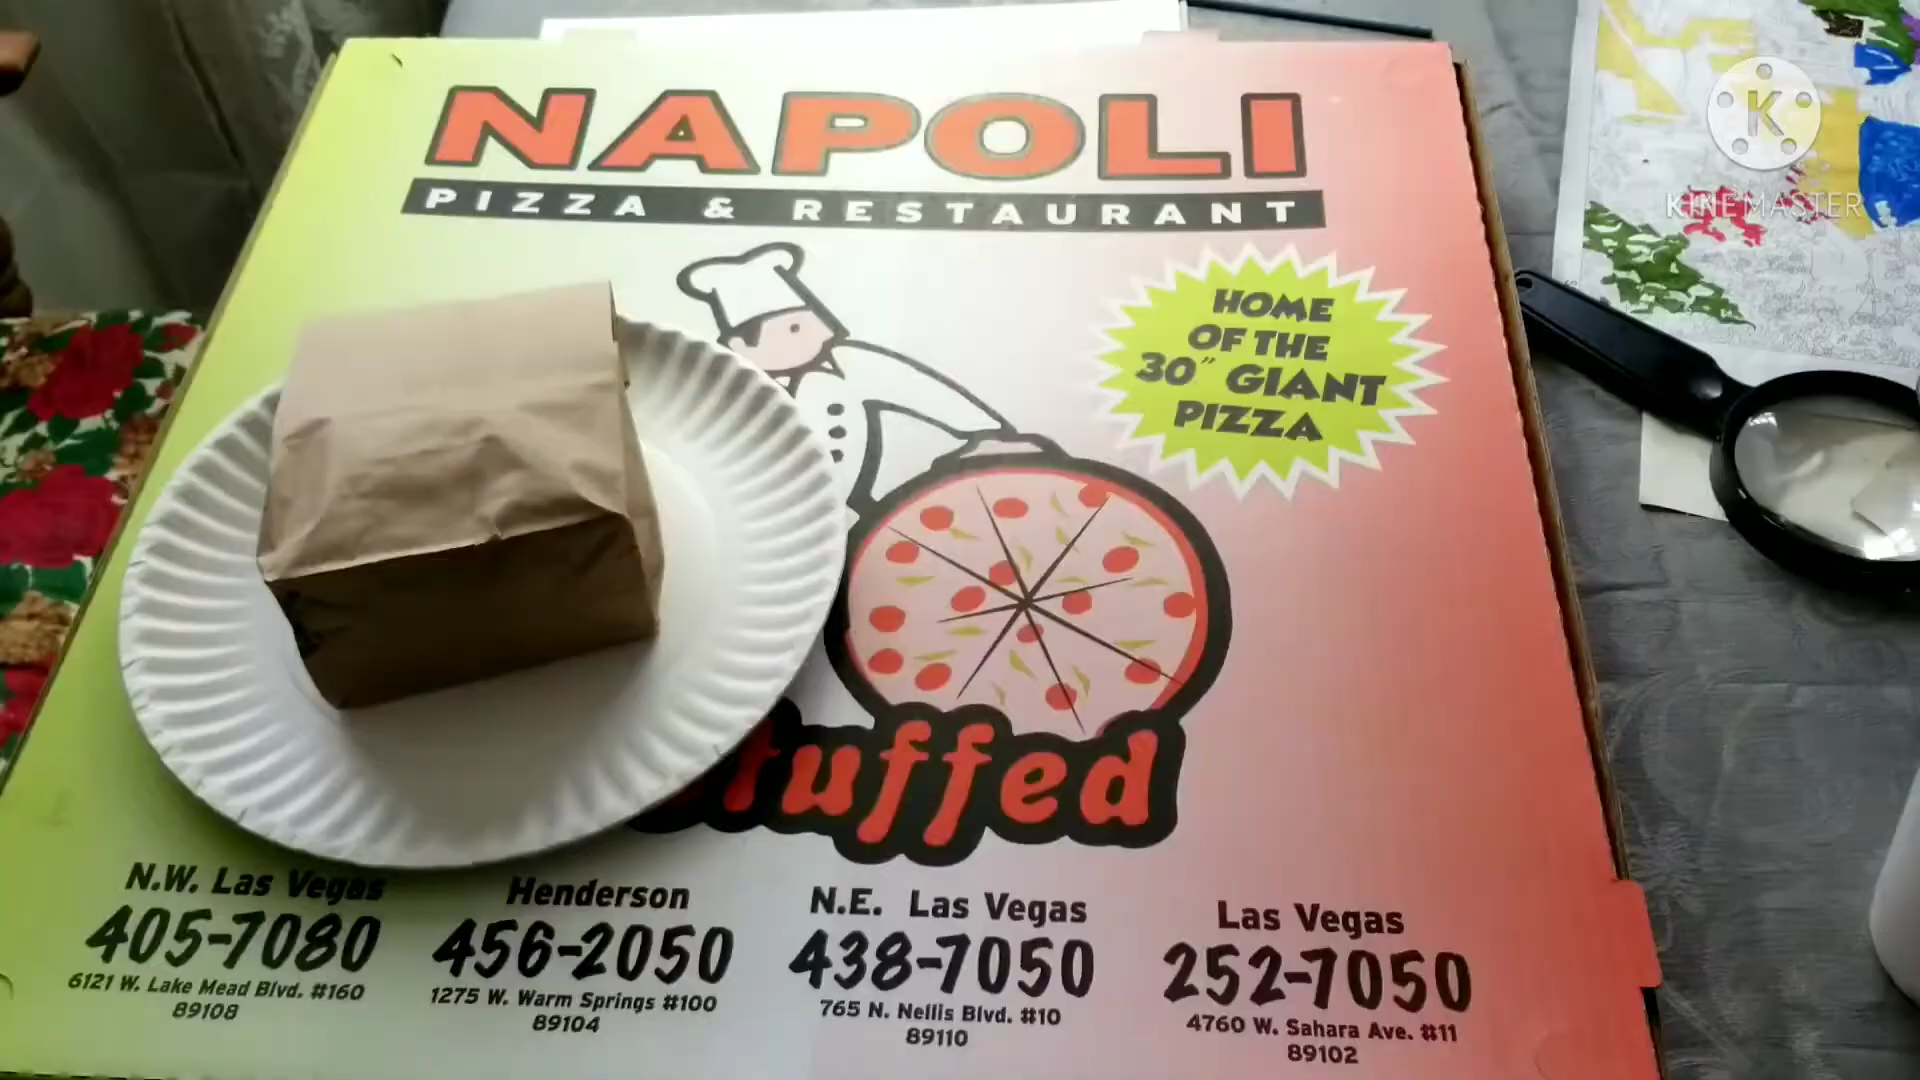 NAPOLI
PIZZA & RESTAURANT
HOME
OF THE
30" GIANT
PIZZA
K
KINEMASTER
tuffed
N.W. Las Vegas
405-7080
6121 W. Lake Mead Blvd. #160
89108
Henderson
456-2050
1275 W. Warm Springs #100
89104
N.E. Las Vegas
438-7050
765 N. Nellis Blvd. #10
89110
Las Vegas
252-7050
4760 W. Sahara Ave. #11
89102